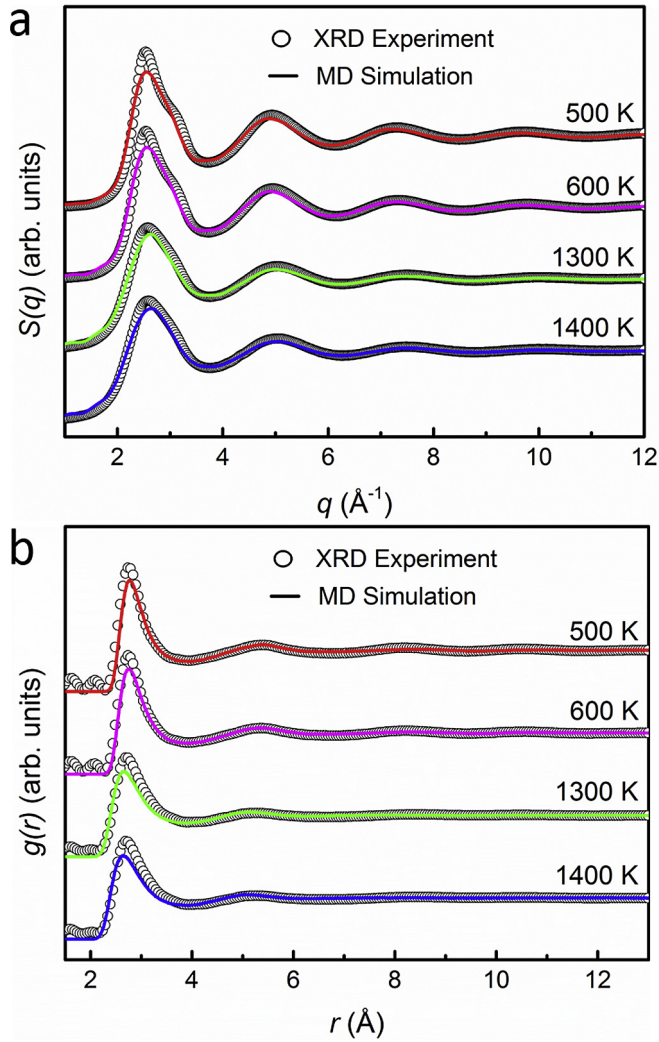 a
XRD Experiment
MD Simulation
500 K
600 K
1300 K
1400 K
S(q) (arb. units)
2 4 6 8 10 12
q (Å⁻¹)
b
XRD Experiment
MD Simulation
500 K
600 K
1300 K
1400 K
g(r) (arb. units)
2 4 6 8 10 12
r (Å)